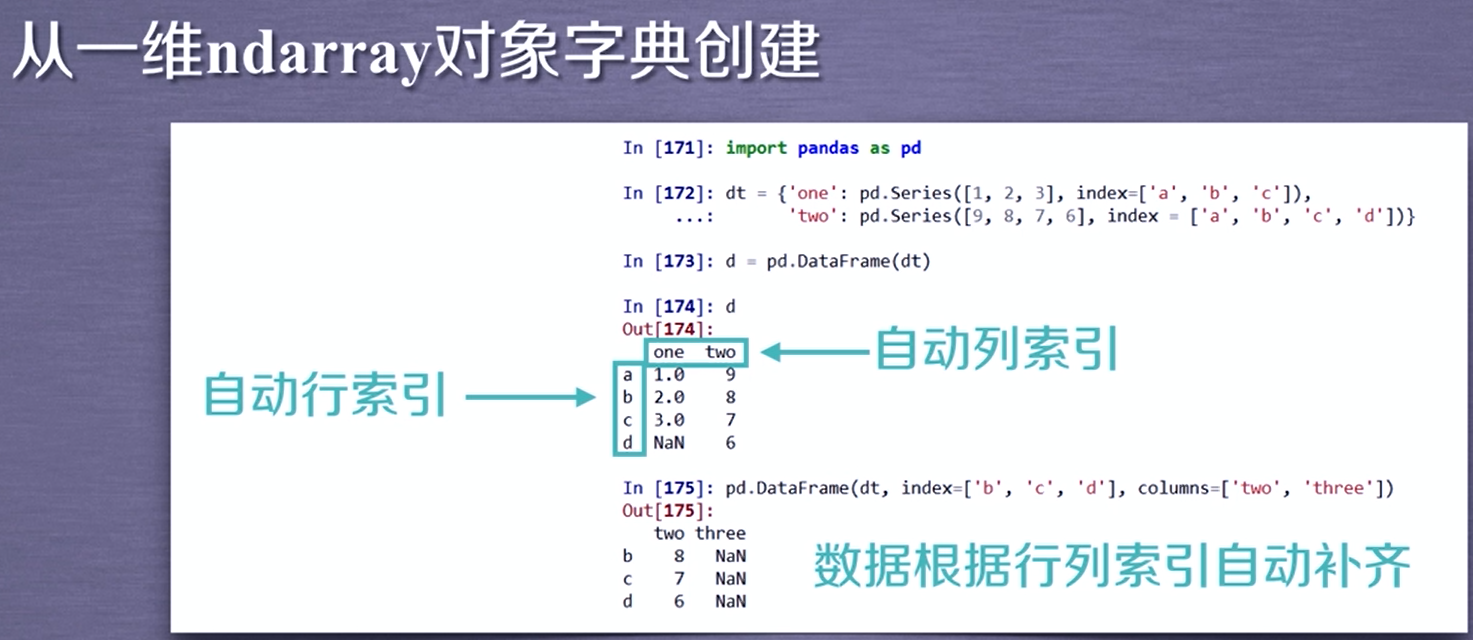 从一维ndarray对象字典创建
In [171]: import pandas as pd
In [172]: dt = {'one': pd.Series([1, 2, 3], index=['a', 'b', 'c']),
...: 'two': pd.Series([9, 8, 7, 6], index = ['a', 'b', 'c', 'd'])}
In [173]: d = pd.DataFrame(dt)
In [174]: d
Out[174]:
one two
自动列索引
a 1.0 9
自动行索引
b 2.0 8
c 3.0 7
d NaN 6
In [175]: pd.DataFrame(dt, index=['b', 'c', 'd'], columns=['two', 'three'])
Out[175]:
two three
b 8 NaN
c 7 NaN
d 6 NaN
数据根据行列索引自动补齐